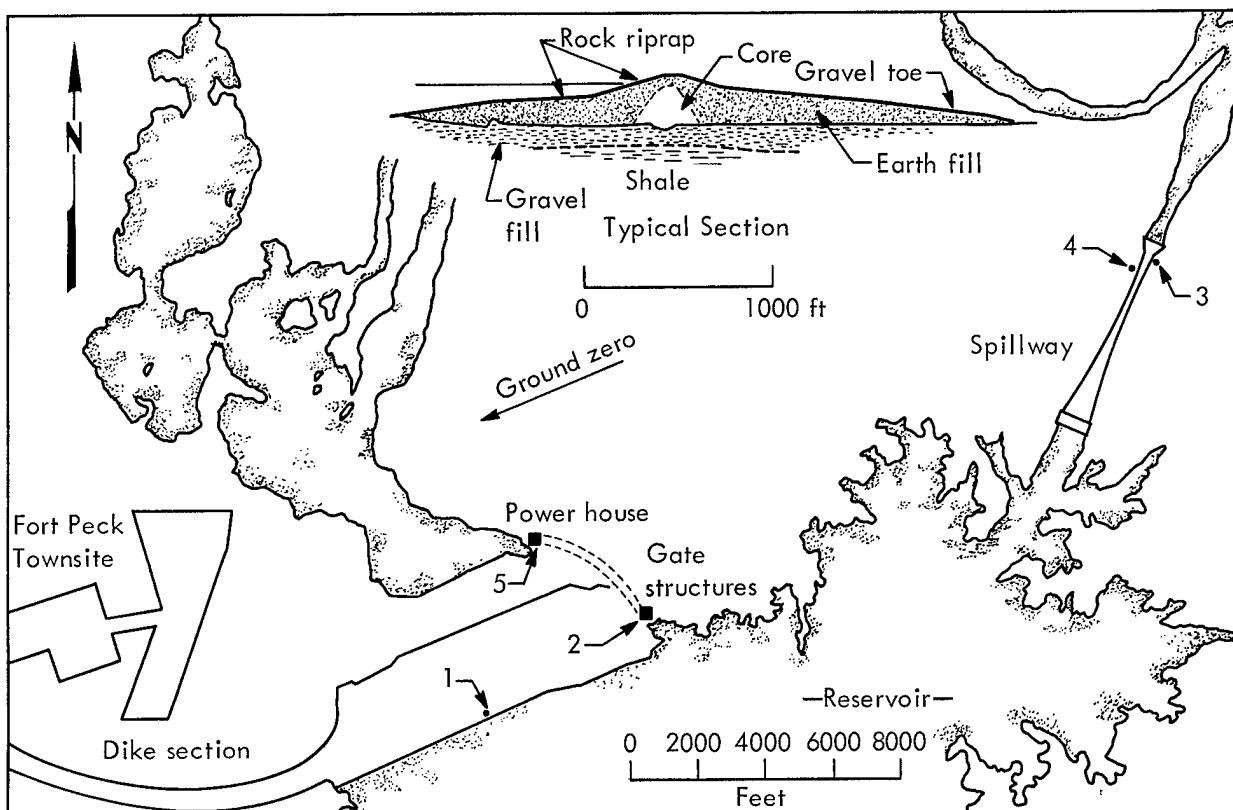 Rock riprap
Core
Gravel toe
N
Earth fill
Shale
Gravel
fill
Typical Section
0 1000 ft
4
3
Spillway
Ground zero
Fort Peck
Townsite
Power house
5
Gate
structures
2
1
Dike section
—Reservoir—
0 2000 4000 6000 8000
Feet